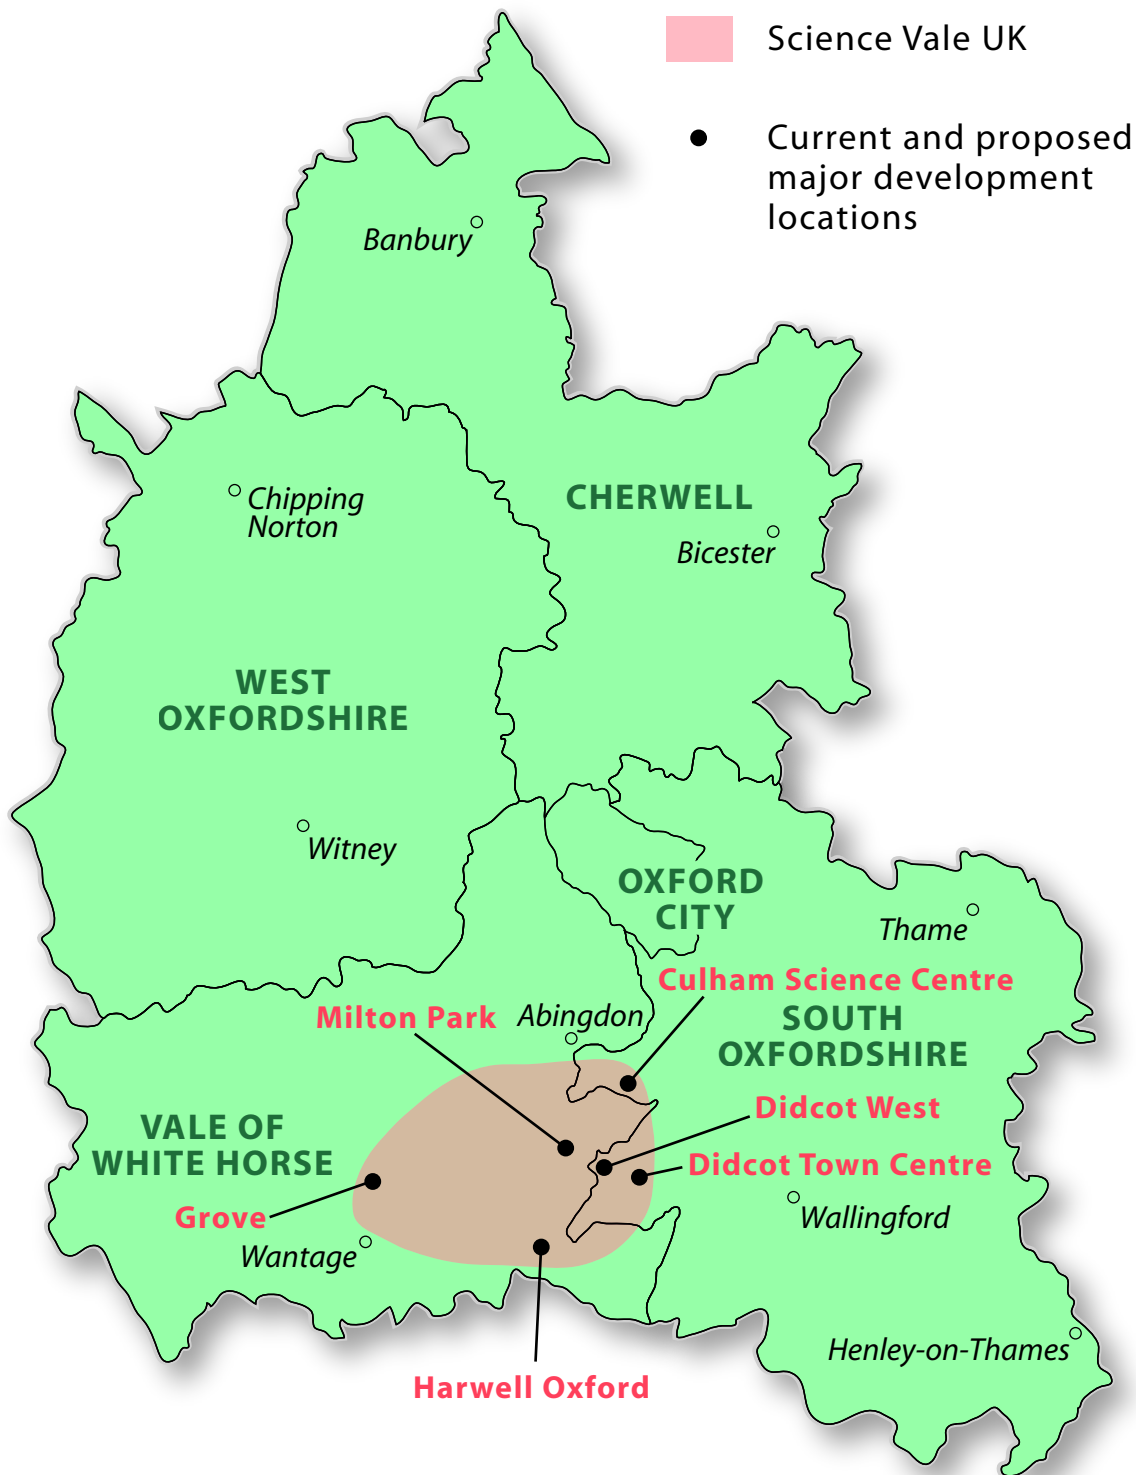 Science Vale UK
Current and proposed
major development
locations
Banbury
Chipping
Norton
CHERWELL
Bicester
WEST
OXFORDSHIRE
Witney
OXFORD
CITY
Thame
Culham Science Centre
Milton Park
Abingdon
SOUTH
OXFORDSHIRE
Didcot West
VALE OF
WHITE HORSE
Didcot Town Centre
Grove
Wallingford
Wantage
Henley-on-Thames
Harwell Oxford